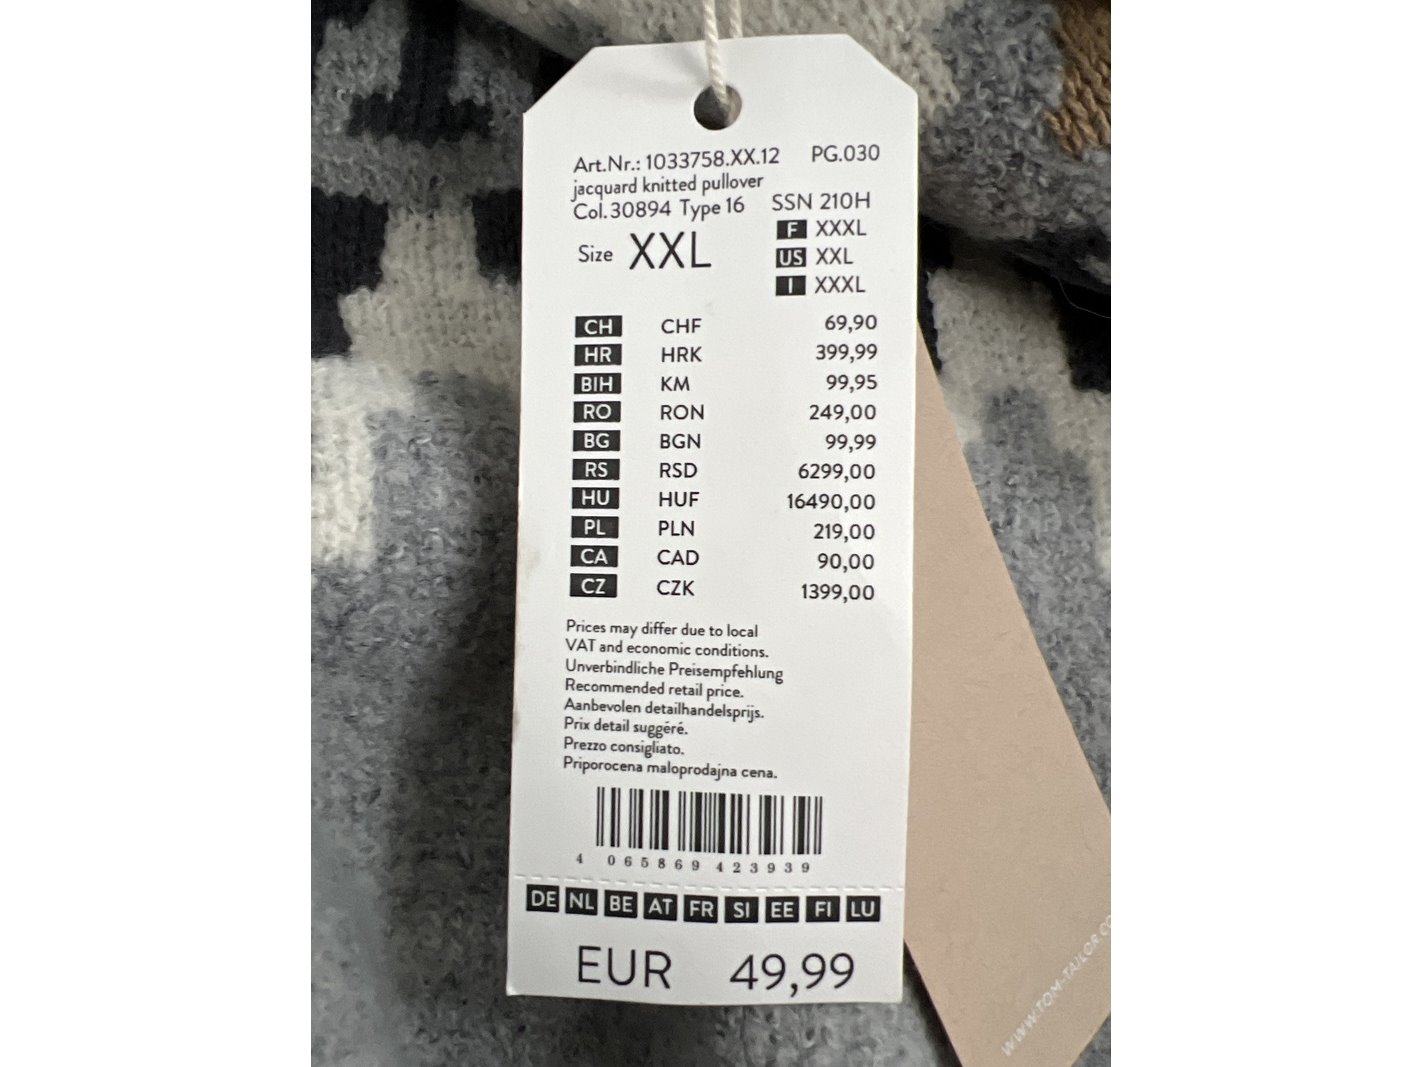 Art.Nr.: 1033758.XX.12 PG.030
jacquard knitted pullover
Col.30894 Type 16 SSN 210H
Size XXL
F XXXL
US XXL
I XXXL
CH CHF 69,90
HR HRK 399,99
BIH KM 99,95
RO RON 249,00
BG BGN 99,99
RS RSD 6299,00
HU HUF 16490,00
PL PLN 219,00
CA CAD 90,00
CZ CZK 1399,00
Prices may differ due to local
VAT and economic conditions.
Unverbindliche Preisempfehlung
Recommended retail price.
Aanbevolen detailhandelsprijs.
Prix detail suggéré.
Prezzo consigliato.
Priporocena maloprodajna cena.
4 065869 423939
DE NL BE AT FR SI EE FI LU
EUR 49,99
WWW.TOM-TAILOR.CO